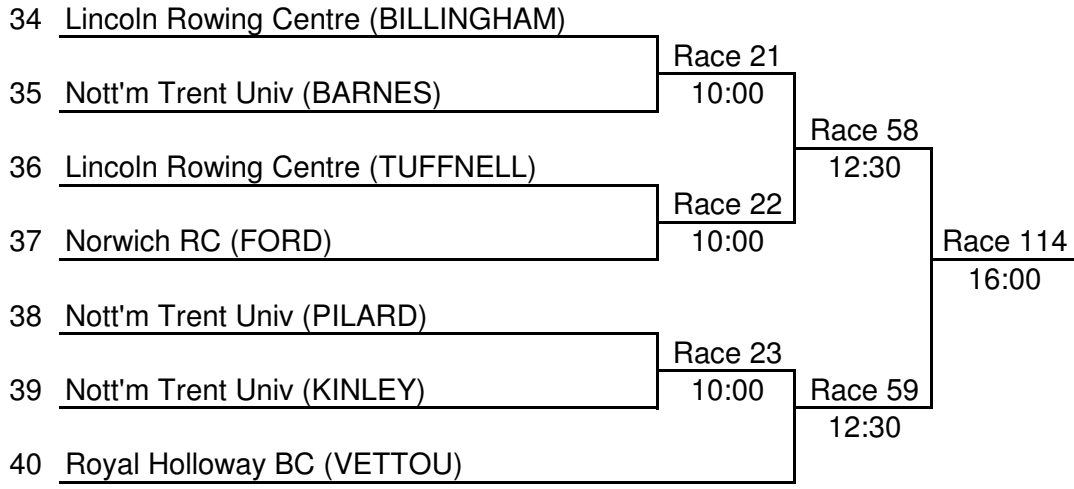 34 Lincoln Rowing Centre (BILLINGHAM)
Race 21
35 Nott'm Trent Univ (BARNES)
10:00
Race 58
36 Lincoln Rowing Centre (TUFFNELL)
12:30
Race 22
37 Norwich RC (FORD)
10:00
Race 114
16:00
38 Nott'm Trent Univ (PILARD)
Race 23
39 Nott'm Trent Univ (KINLEY)
10:00
Race 59
12:30
40 Royal Holloway BC (VETTOU)